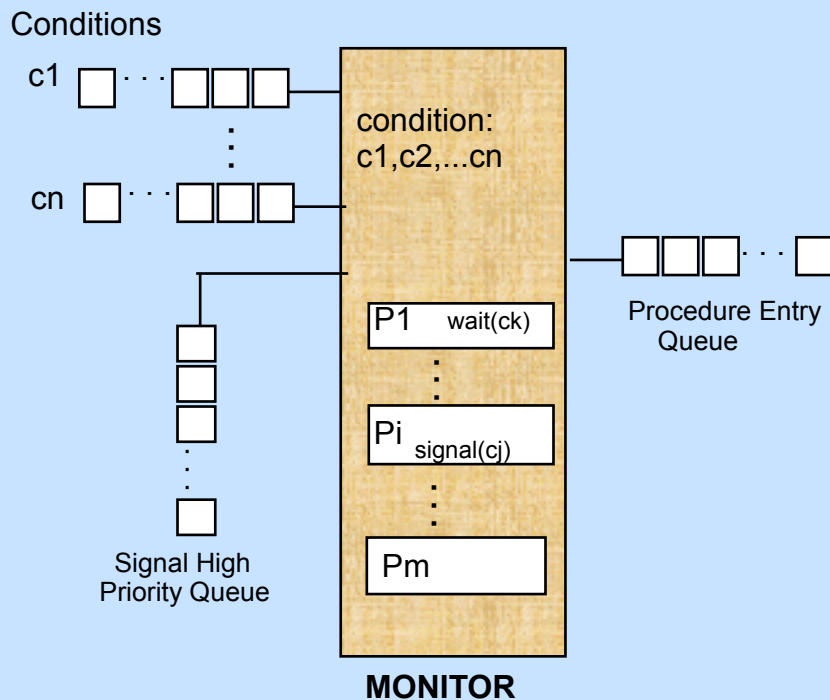 Conditions
c1
condition:
c1,c2,...cn
cn
P1 wait(ck)
Procedure Entry
Queue
Pi signal(cj)
Signal High
Priority Queue
Pm
MONITOR